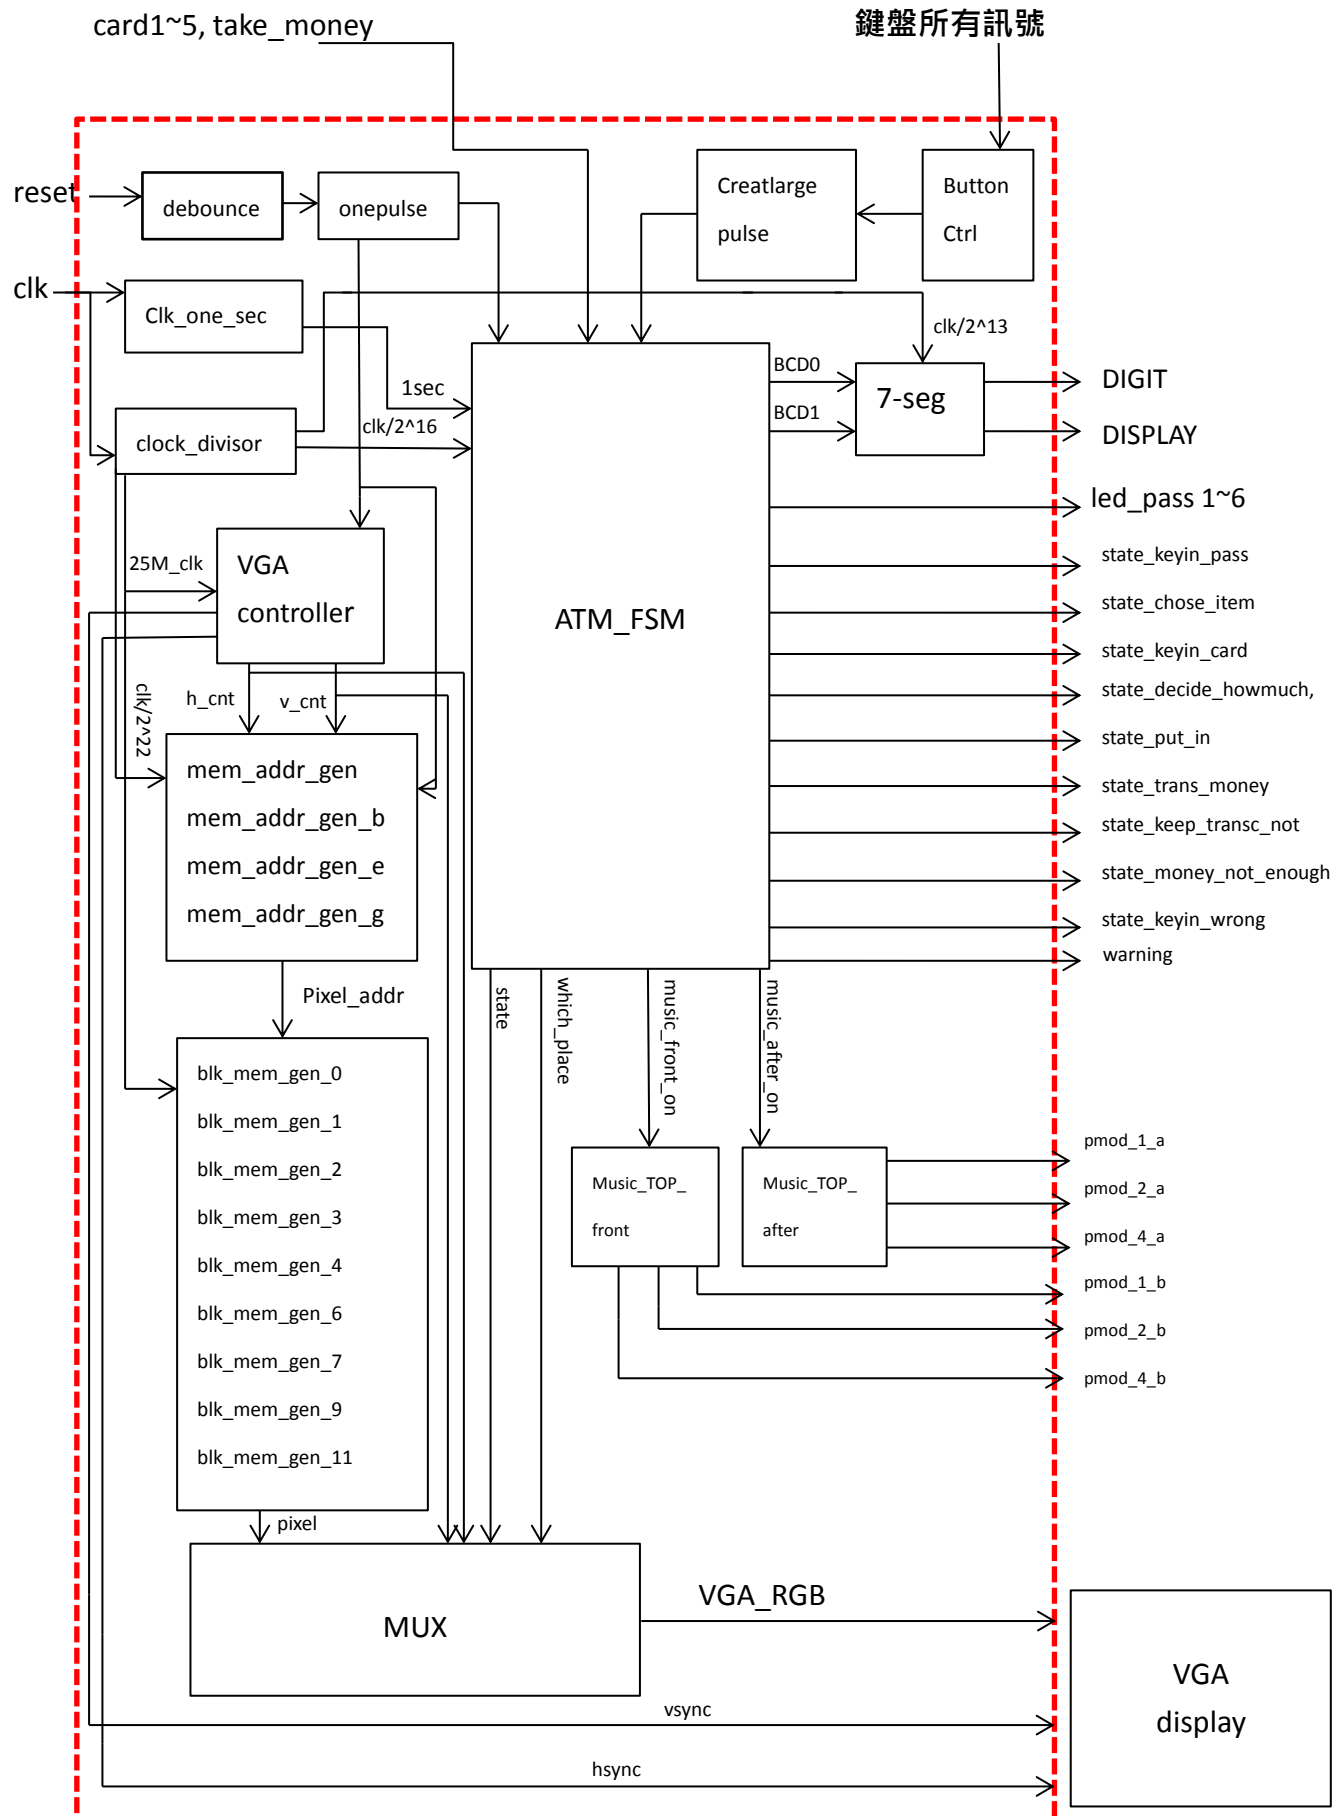 card1~5, take_money
鍵盤所有訊號
reset
debounce
onepulse
Creatlarge
pulse
Button
Ctrl
clk
Clk_one_sec
clk/2^13
1sec
clk/2^16
clock_divisor
BCD0
BCD1
7-seg
DIGIT
DISPLAY
led_pass 1~6
state_keyin_pass
state_chose_item
state_keyin_card
state_decide_howmuch,
state_put_in
state_trans_money
state_keep_transc_not
state_money_not_enough
state_keyin_wrong
warning
25M_clk
VGA
controller
ATM_FSM
clk/2^22
h_cnt
v_cnt
mem_addr_gen
mem_addr_gen_b
mem_addr_gen_e
mem_addr_gen_g
Pixel_addr
state
which_place
music_front_on
music_after_on
blk_mem_gen_0
blk_mem_gen_1
blk_mem_gen_2
blk_mem_gen_3
blk_mem_gen_4
blk_mem_gen_6
blk_mem_gen_7
blk_mem_gen_9
blk_mem_gen_11
Music_TOP_
front
Music_TOP_
after
pmod_1_a
pmod_2_a
pmod_4_a
pmod_1_b
pmod_2_b
pmod_4_b
pixel
MUX
VGA_RGB
VGA
display
vsync
hsync